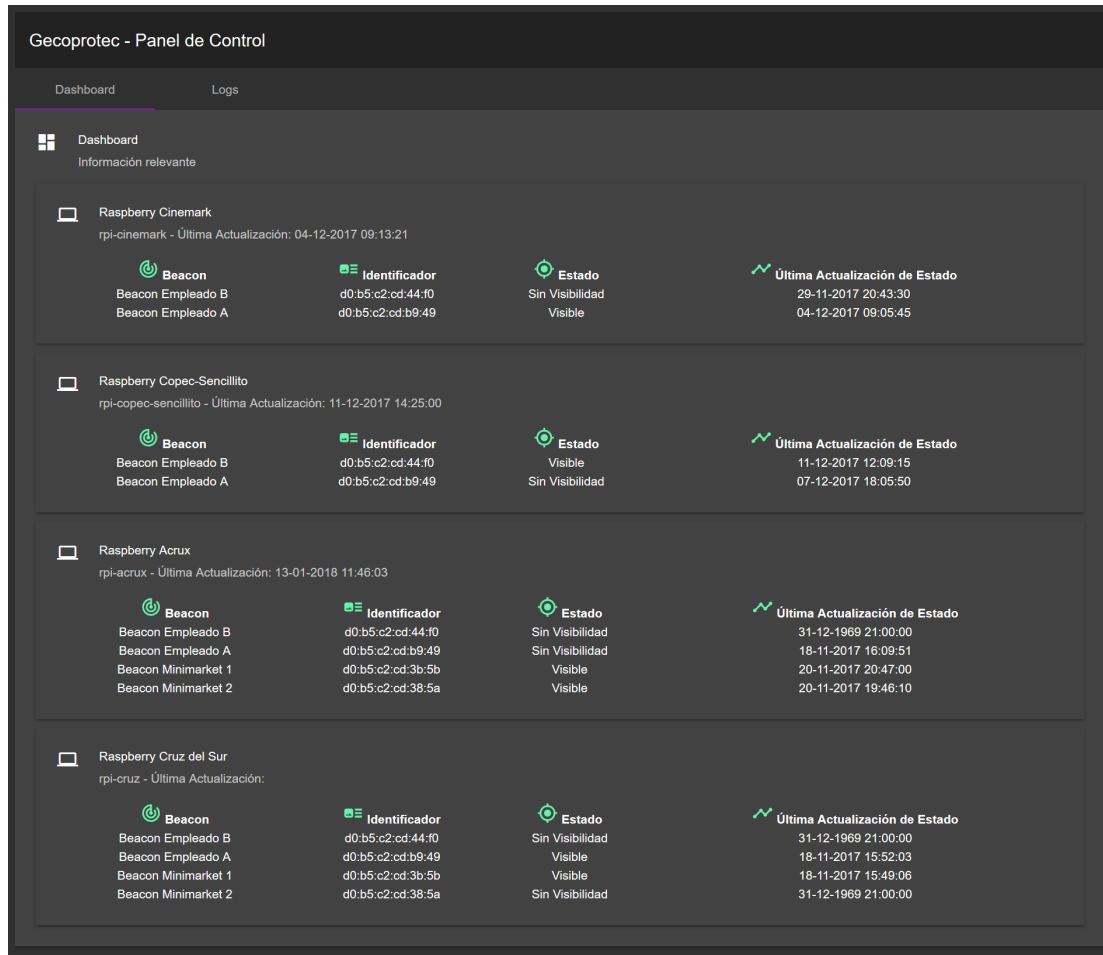 Gecoprotec - Panel de Control
Dashboard Logs
Dashboard
Información relevante
Raspberry Cinemark
rpi-cinemark - Última Actualización: 04-12-2017 09:13:21
Beacon Identificador Estado Última Actualización de Estado
Beacon Empleado B d0:b5:c2:cd:44:f0 Sin Visibilidad 29-11-2017 20:43:30
Beacon Empleado A d0:b5:c2:cd:b9:49 Visible 04-12-2017 09:05:45
Raspberry Copec-Sencillito
rpi-copec-sencillito - Última Actualización: 11-12-2017 14:25:00
Beacon Identificador Estado Última Actualización de Estado
Beacon Empleado B d0:b5:c2:cd:44:f0 Visible 11-12-2017 12:09:15
Beacon Empleado A d0:b5:c2:cd:b9:49 Sin Visibilidad 07-12-2017 18:05:50
Raspberry Acrux
rpi-acrux - Última Actualización: 13-01-2018 11:46:03
Beacon Identificador Estado Última Actualización de Estado
Beacon Empleado B d0:b5:c2:cd:44:f0 Sin Visibilidad 31-12-1969 21:00:00
Beacon Empleado A d0:b5:c2:cd:b9:49 Sin Visibilidad 18-11-2017 16:09:51
Beacon Minimarket 1 d0:b5:c2:cd:3b:5b Visible 20-11-2017 20:47:00
Beacon Minimarket 2 d0:b5:c2:cd:38:5a Visible 20-11-2017 19:46:10
Raspberry Cruz del Sur
rpi-cruz - Última Actualización:
Beacon Identificador Estado Última Actualización de Estado
Beacon Empleado B d0:b5:c2:cd:44:f0 Sin Visibilidad 31-12-1969 21:00:00
Beacon Empleado A d0:b5:c2:cd:b9:49 Visible 18-11-2017 15:52:03
Beacon Minimarket 1 d0:b5:c2:cd:3b:5b Visible 18-11-2017 15:49:06
Beacon Minimarket 2 d0:b5:c2:cd:38:5a Sin Visibilidad 31-12-1969 21:00:00